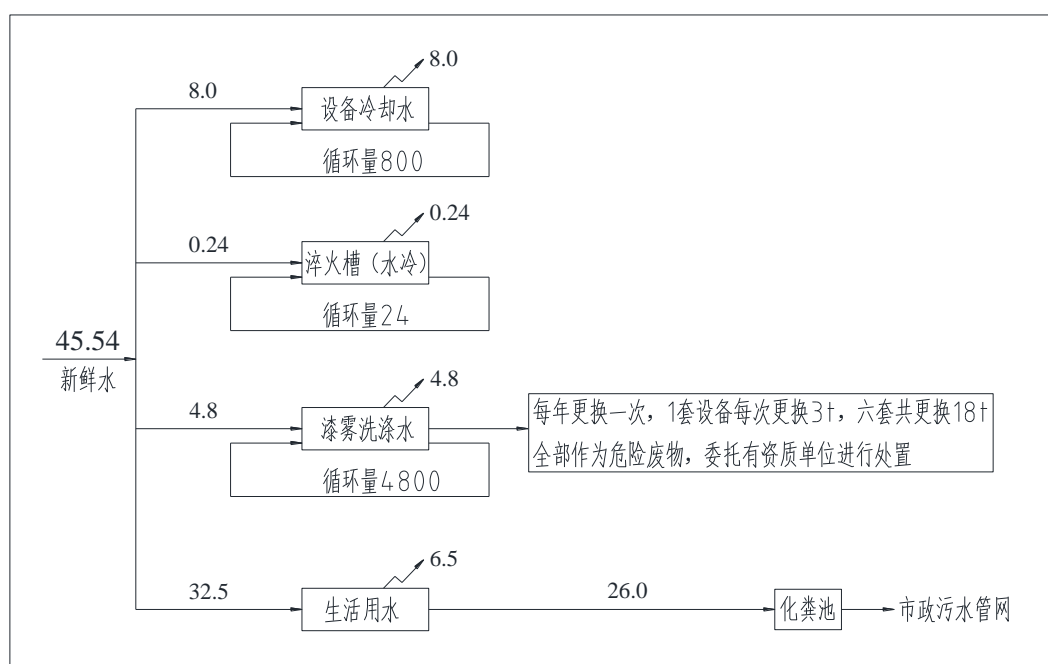 8.0
8.0
设备冷却水
循环量800
0.24
0.24
淬火槽（水冷）
循环量24
45.54
新鲜水
4.8
4.8
漆雾洗涤水
循环量4800
每年更换一次，1套设备每次更换3t，六套共更换18t
全部作为危险废物，委托有资质单位进行处置
6.5
32.5
生活用水
26.0
化粪池
市政污水管网